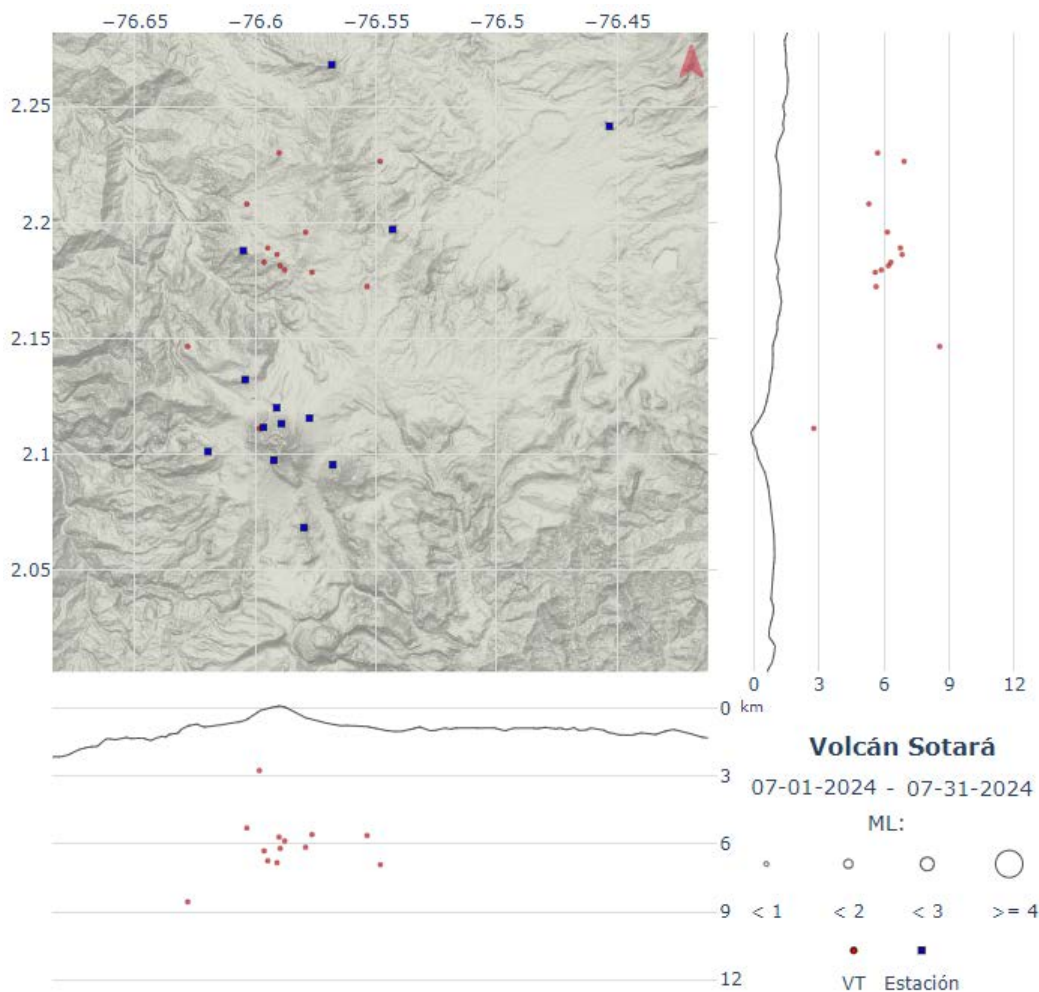 −76.65 −76.6 −76.55 −76.5 −76.45
2.25
2.2
2.15
2.1
2.05
0 3 6 9 12
km
0
3
6
9
12
Volcán Sotará
07-01-2024 - 07-31-2024
ML:
< 1 < 2 < 3 >= 4
VT Estación